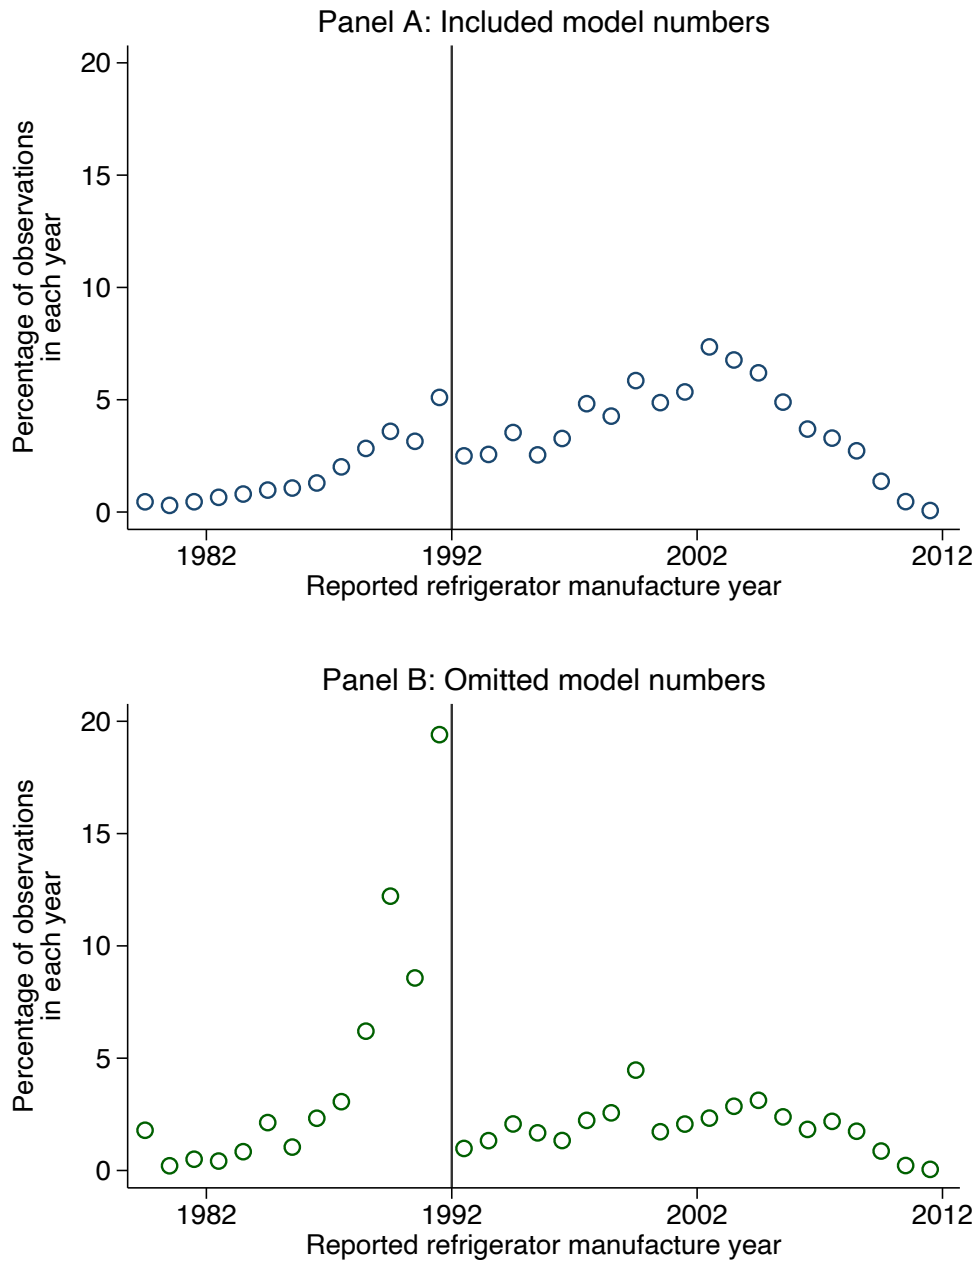 Panel A: Included model numbers
20
15
10
5
0
Percentage of observations
in each year
1982
1992
2002
2012
Reported refrigerator manufacture year
Panel B: Omitted model numbers
20
15
10
5
0
Percentage of observations
in each year
1982
1992
2002
2012
Reported refrigerator manufacture year